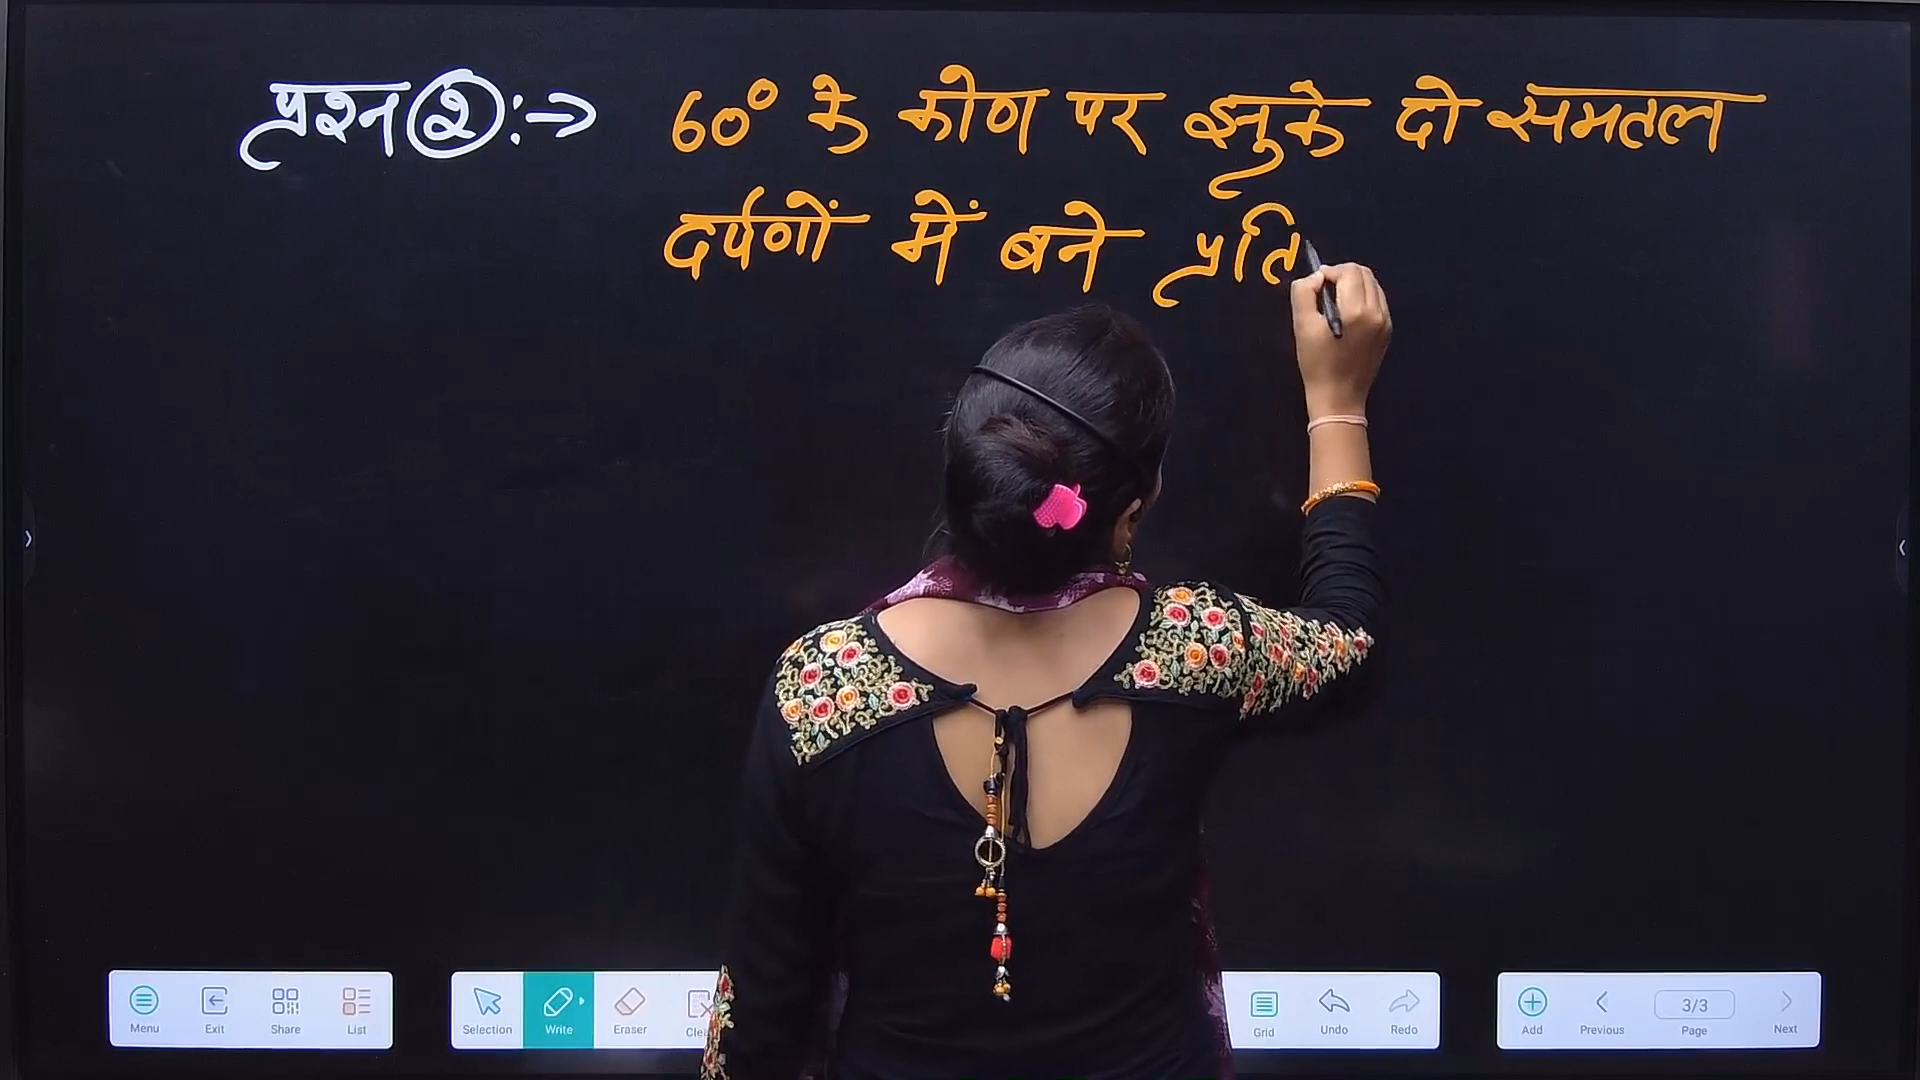 प्रश्न २ :→ 60° के कोण पर झुके दो समतल
दर्पणों में बने प्रति
Menu Exit Share List Selection Write Eraser Grid Undo Redo Add Previous 3/3 Page Next